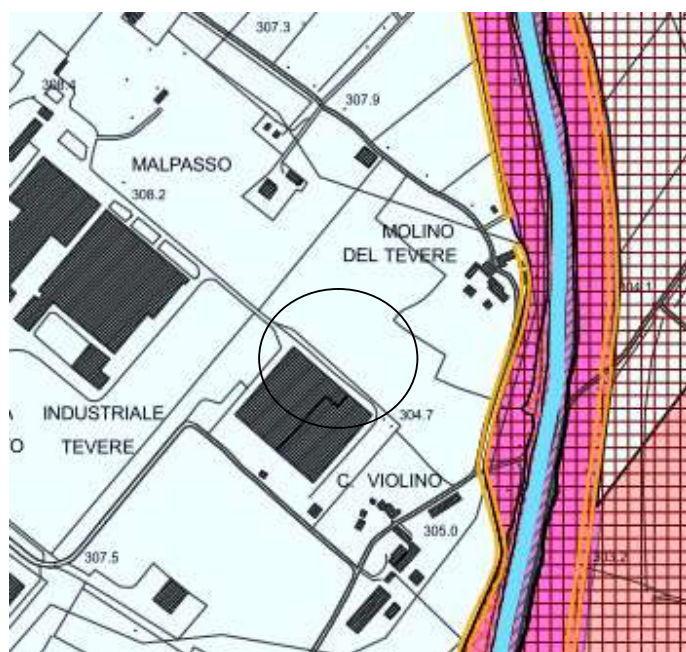 307.3
308.4
307.9
MALPASSO
308.2
MOLINO
DEL TEVERE
304.1
INDUSTRIALE
304.7
TEVERE
C. VIOLINO
305.0
307.5
303.2